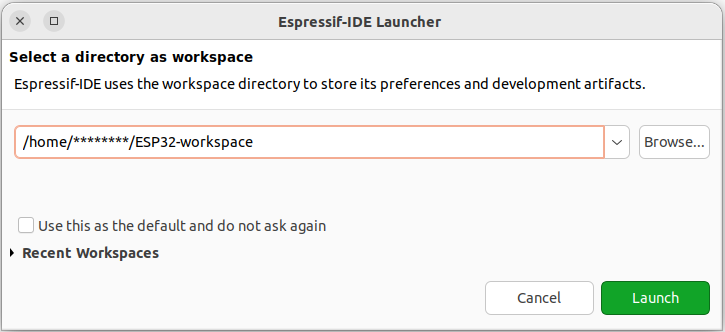 Espressif-IDE Launcher
Select a directory as workspace
Espressif-IDE uses the workspace directory to store its preferences and development artifacts.
/home/********/ESP32-workspace
Browse...
Use this as the default and do not ask again
Recent Workspaces
Cancel
Launch